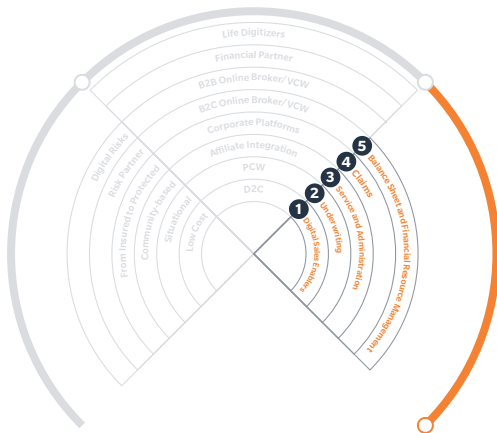 Life Digitizers
Financial Partner
B2B Online Broker/VCW
B2C Online Broker/VCW
Corporate Platforms
Affiliate Integration
PCW
D2C
Digital Risks
Risk Partner
From Insured to Protected
Community-based
Situational
Low Cost
1
Digital Sales Enablers
2
Underwriting
3
Service and Administration
4
Claims
5
Balance Sheet and Financial Resource Management